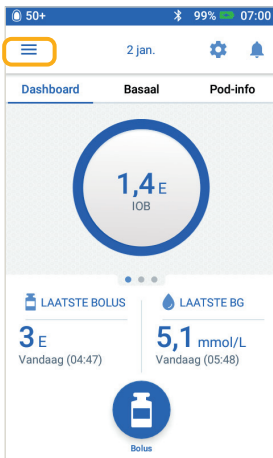 50+ 99% 07:00
2 jan.
Dashboard Basaal Pod-info
1,4 E
IOB
LAATSTE BOLUS LAATSTE BG
3 E 5,1 mmol/L
Vandaag (04:47) Vandaag (05:48)
Bolus